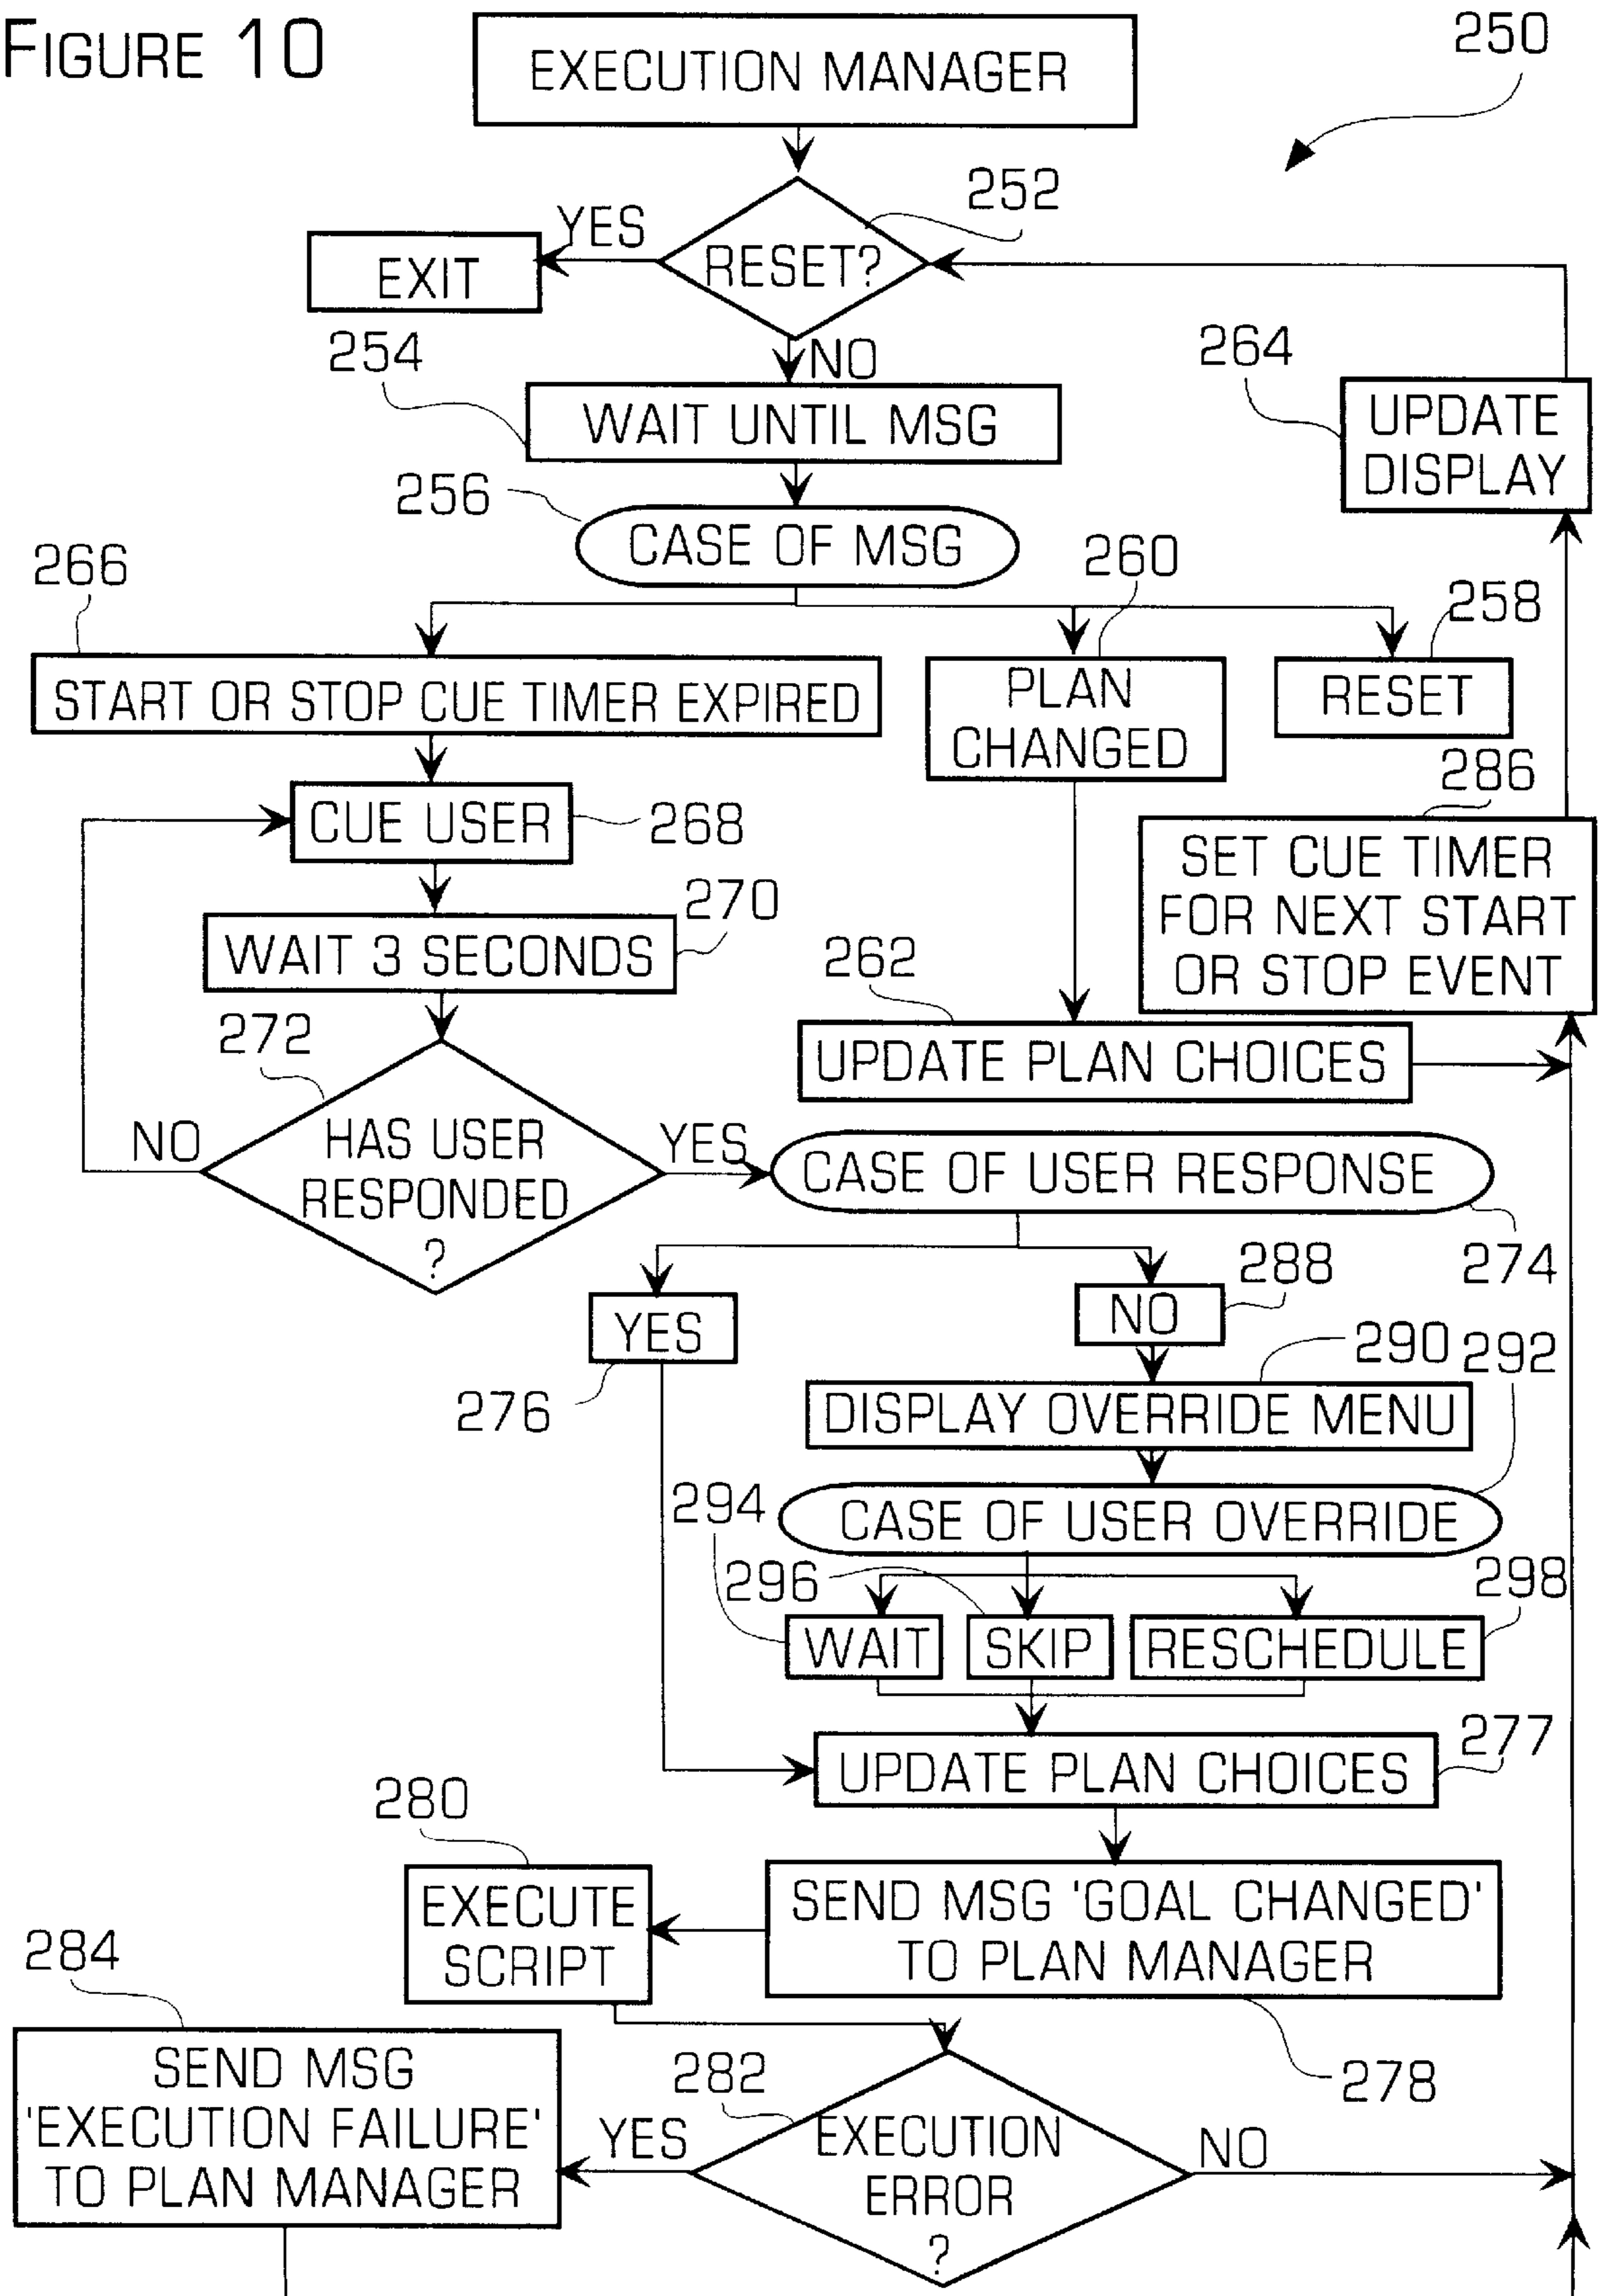 FIGURE 10
EXECUTION MANAGER
250
252
YES
RESET?
EXIT
254
NO
264
WAIT UNTIL MSG
UPDATE
DISPLAY
256
CASE OF MSG
260
266
258
START OR STOP CUE TIMER EXPIRED
PLAN
CHANGED
RESET
286
CUE USER
268
SET CUE TIMER
FOR NEXT START
OR STOP EVENT
270
WAIT 3 SECONDS
262
272
UPDATE PLAN CHOICES
NO
HAS USER
RESPONDED
?
YES
CASE OF USER RESPONSE
274
288
YES
NO
276
290
292
DISPLAY OVERRIDE MENU
294
CASE OF USER OVERRIDE
296
298
WAIT
SKIP
RESCHEDULE
277
UPDATE PLAN CHOICES
280
EXECUTE
SCRIPT
SEND MSG 'GOAL CHANGED'
TO PLAN MANAGER
284
278
SEND MSG
'EXECUTION FAILURE'
TO PLAN MANAGER
282
YES
EXECUTION
ERROR
?
NO